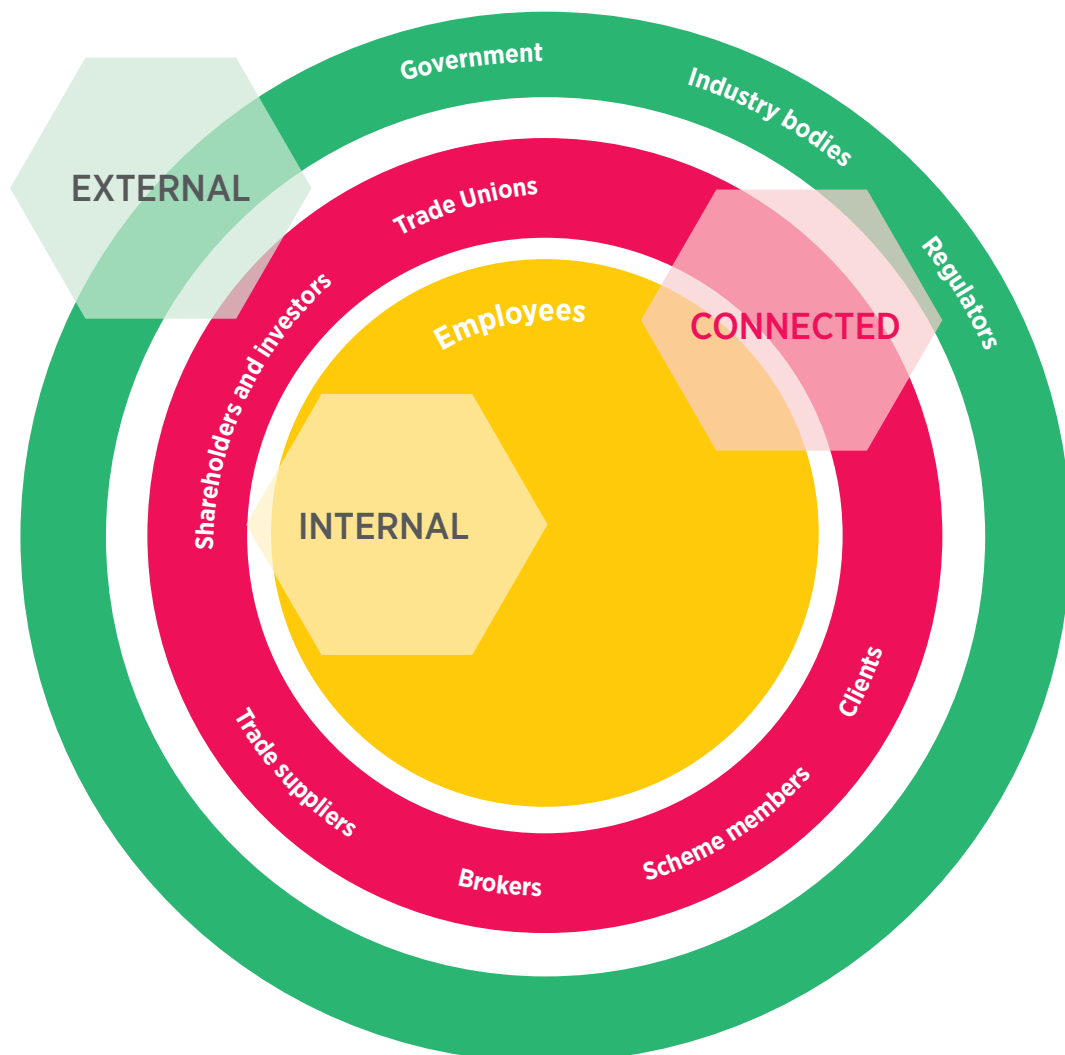 Government
Industry bodies
EXTERNAL
Trade Unions
Regulators
Shareholders and investors
Employees
CONNECTED
INTERNAL
Clients
Trade suppliers
Scheme members
Brokers